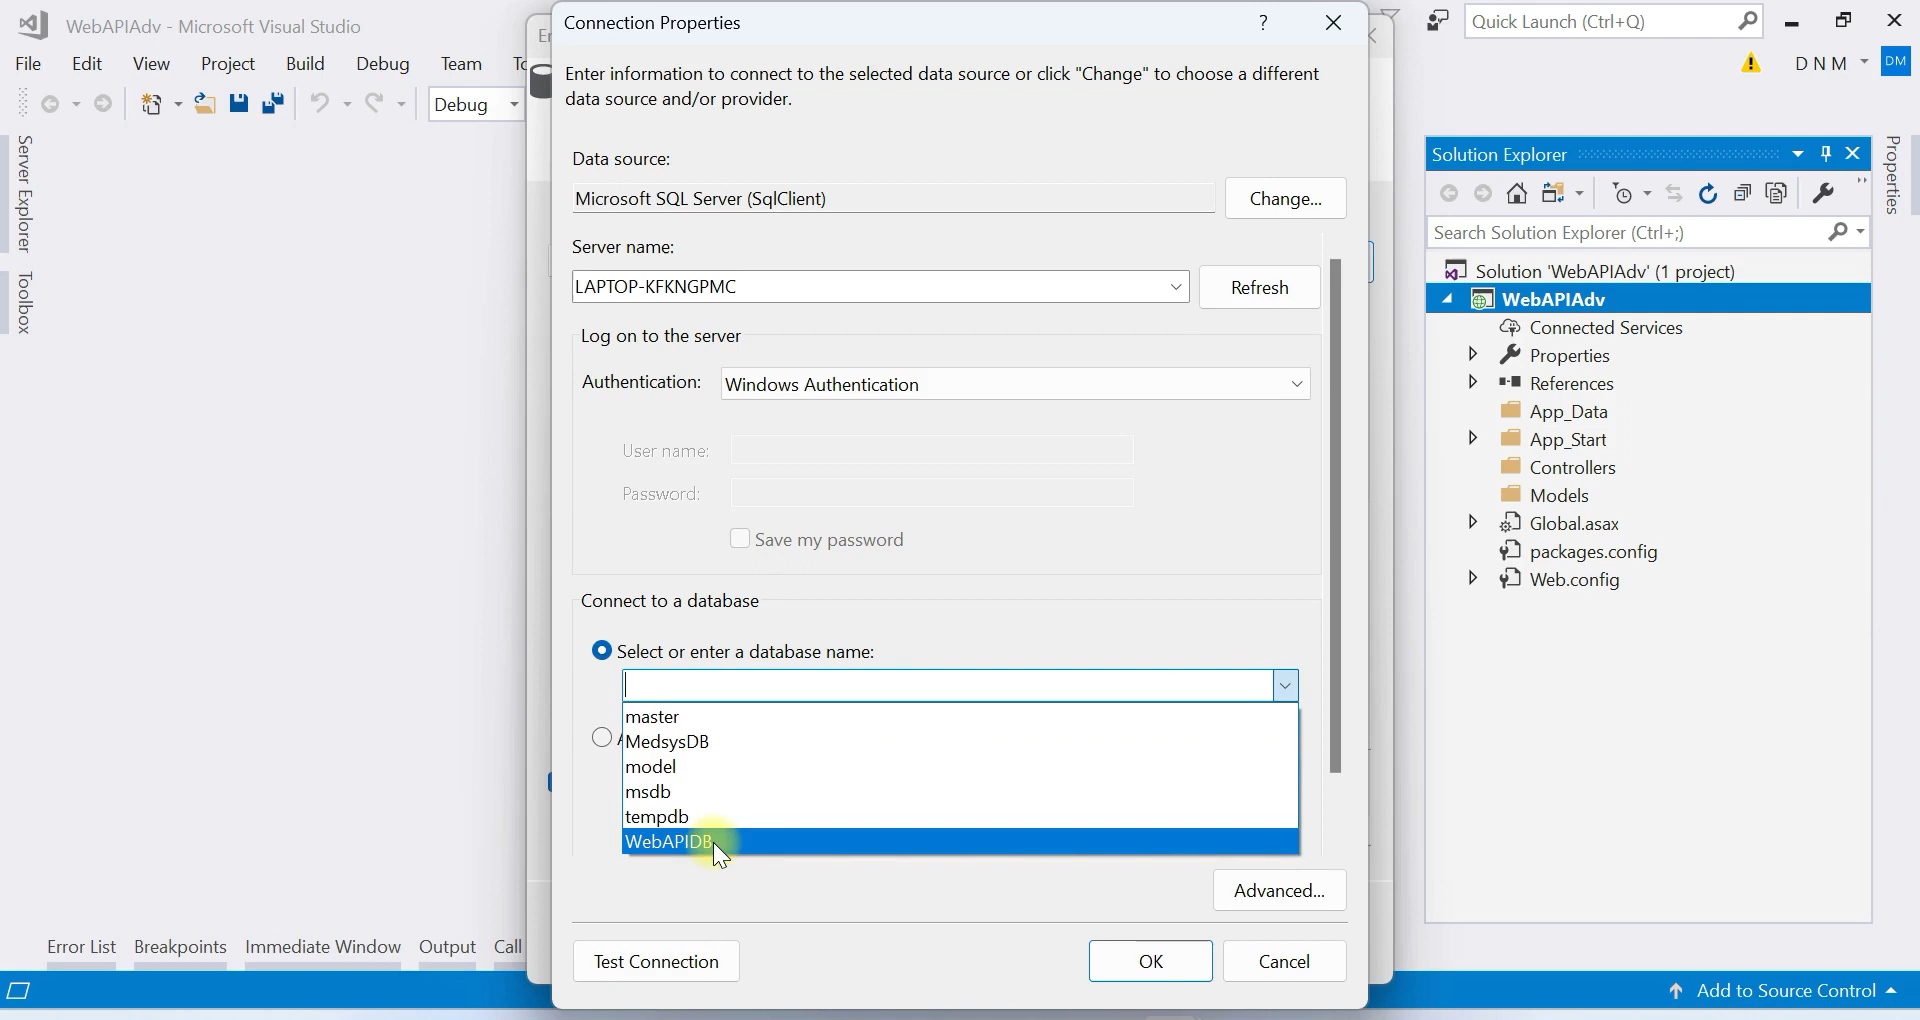 WebAPIAdv - Microsoft Visual Studio
Quick Launch (Ctrl+Q)
File Edit View Project Build Debug Team
D N M
DM
Debug
Server Explorer
Toolbox
Connection Properties
?
Enter information to connect to the selected data source or click "Change" to choose a different
data source and/or provider.
Data source:
Microsoft SQL Server (SqlClient)
Change...
Server name:
LAPTOP-KFKNGPMC
Refresh
Log on to the server
Authentication: Windows Authentication
User name:
Password:
Save my password
Connect to a database
Select or enter a database name:
master
MedsysDB
model
msdb
tempdb
WebAPIDB
Advanced...
Test Connection
OK
Cancel
Solution Explorer
Search Solution Explorer (Ctrl+;)
Solution 'WebAPIAdv' (1 project)
WebAPIAdv
Connected Services
Properties
References
App_Data
App_Start
Controllers
Models
Global.asax
packages.config
Web.config
Properties
Error List Breakpoints Immediate Window Output Call
Add to Source Control